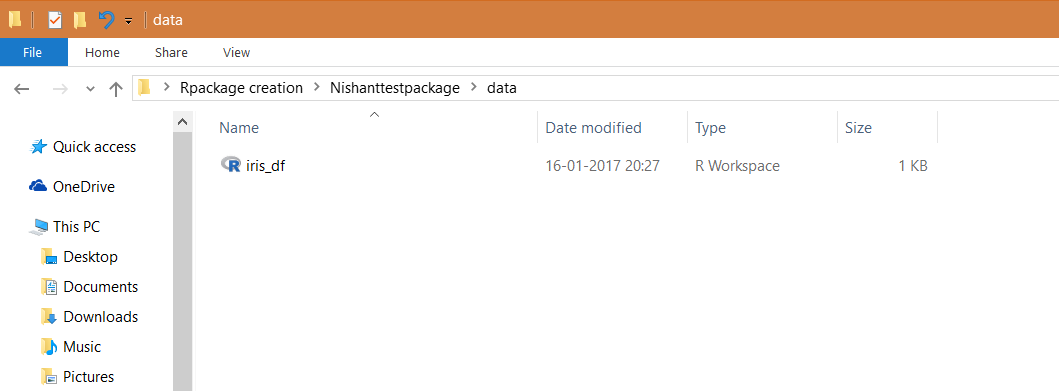 data
File Home Share View
Rpackage creation Nishanttestpackage data
Name Date modified Type Size
Quick access
iris_df 16-01-2017 20:27 R Workspace 1 KB
OneDrive
This PC
Desktop
Documents
Downloads
Music
Pictures